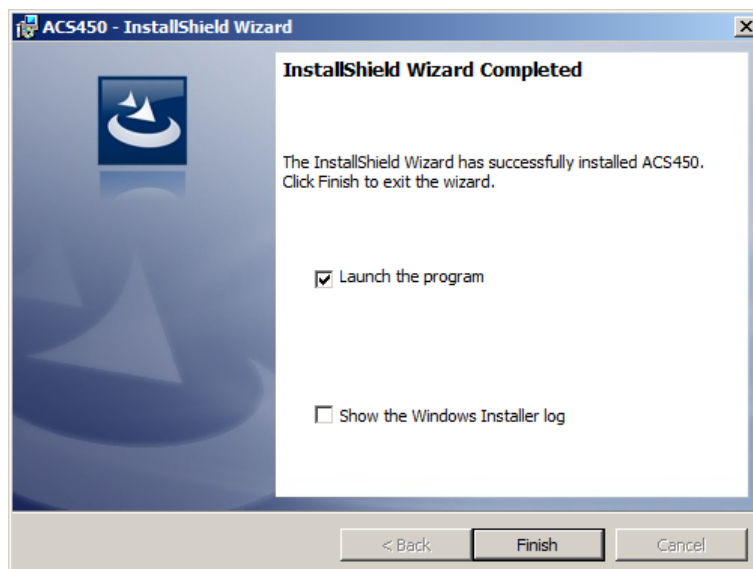 ACS450 - InstallShield Wizard
InstallShield Wizard Completed
The InstallShield Wizard has successfully installed ACS450.
Click Finish to exit the wizard.
Launch the program
Show the Windows Installer log
< Back
Finish
Cancel